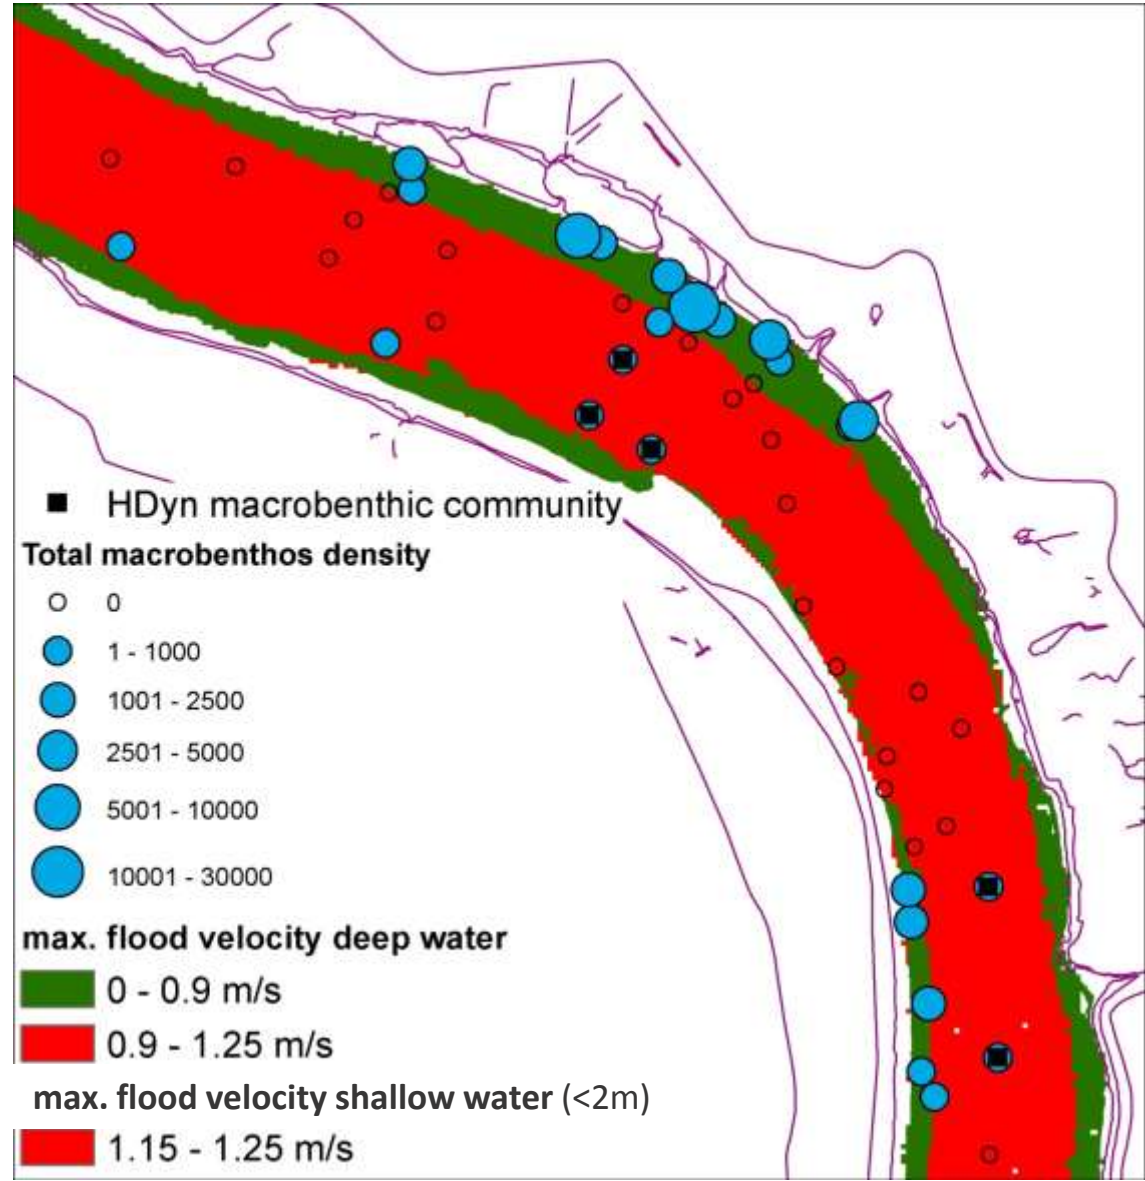 HDyn macrobenthic community
Total macrobenthos density
0
1 - 1000
1001 - 2500
2501 - 5000
5001 - 10000
10001 - 30000
max. flood velocity deep water
0 - 0.9 m/s
0.9 - 1.25 m/s
max. flood velocity shallow water (<2m)
1.15 - 1.25 m/s